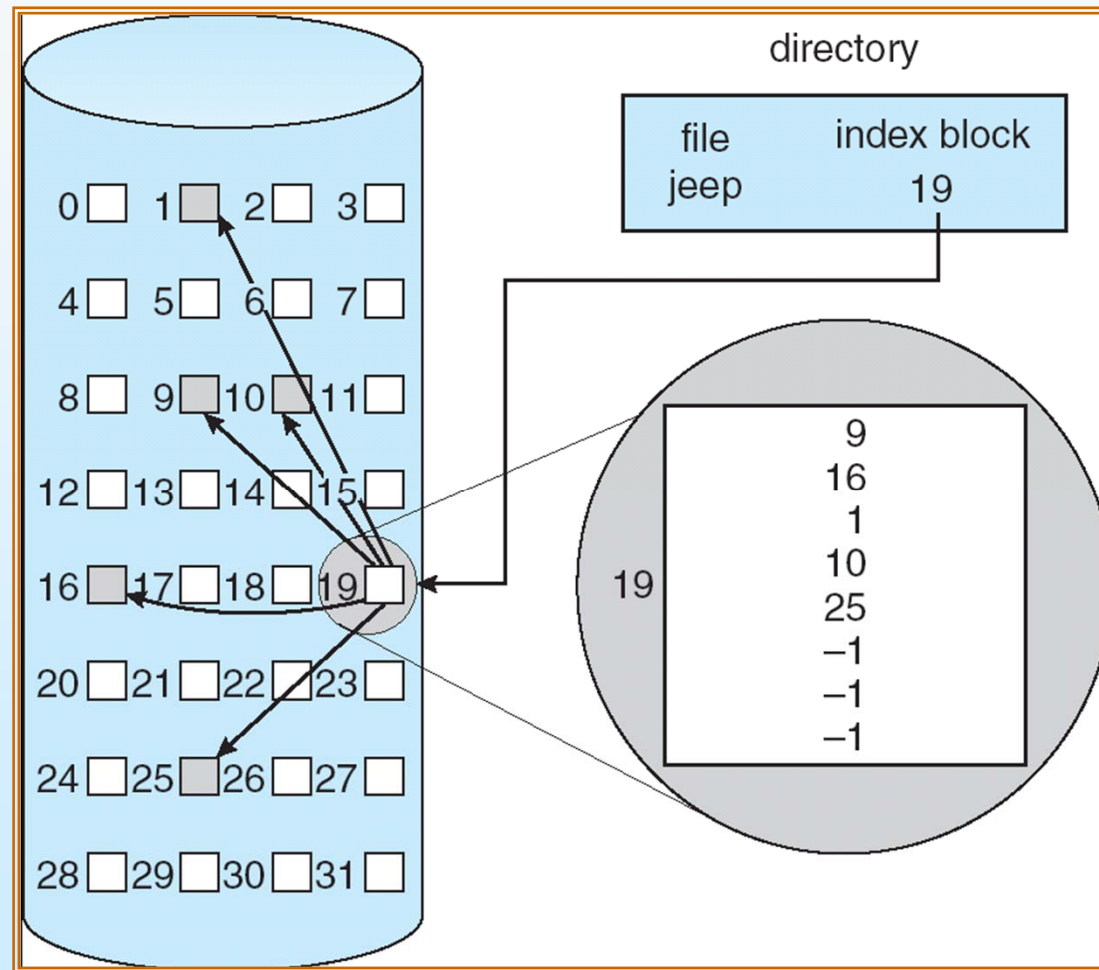 directory
file index block
jeep 19
0 1 2 3
4 5 6 7
8 9 10 11
12 13 14 15
16 17 18 19
20 21 22 23
24 25 26 27
28 29 30 31
19
9
16
1
10
25
–1
–1
–1